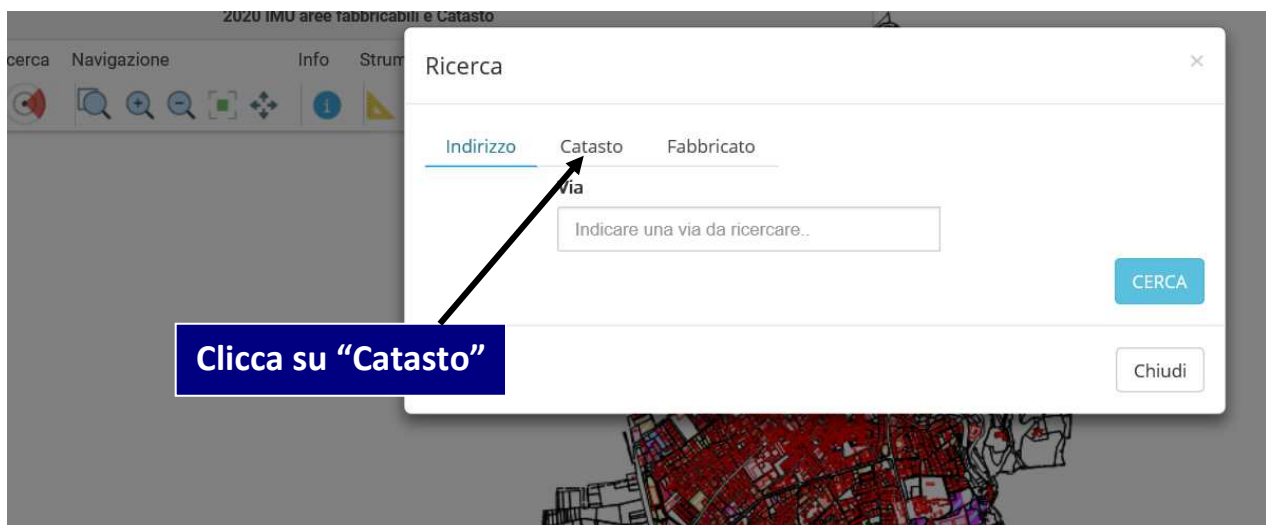 2020 IMU aree fabbricabili e Catasto
cerca Navigazione Info Strum
Ricerca
×
Indirizzo Catasto Fabbricato
Via
Indicare una via da ricercare..
CERCA
Clicca su “Catasto”
Chiudi